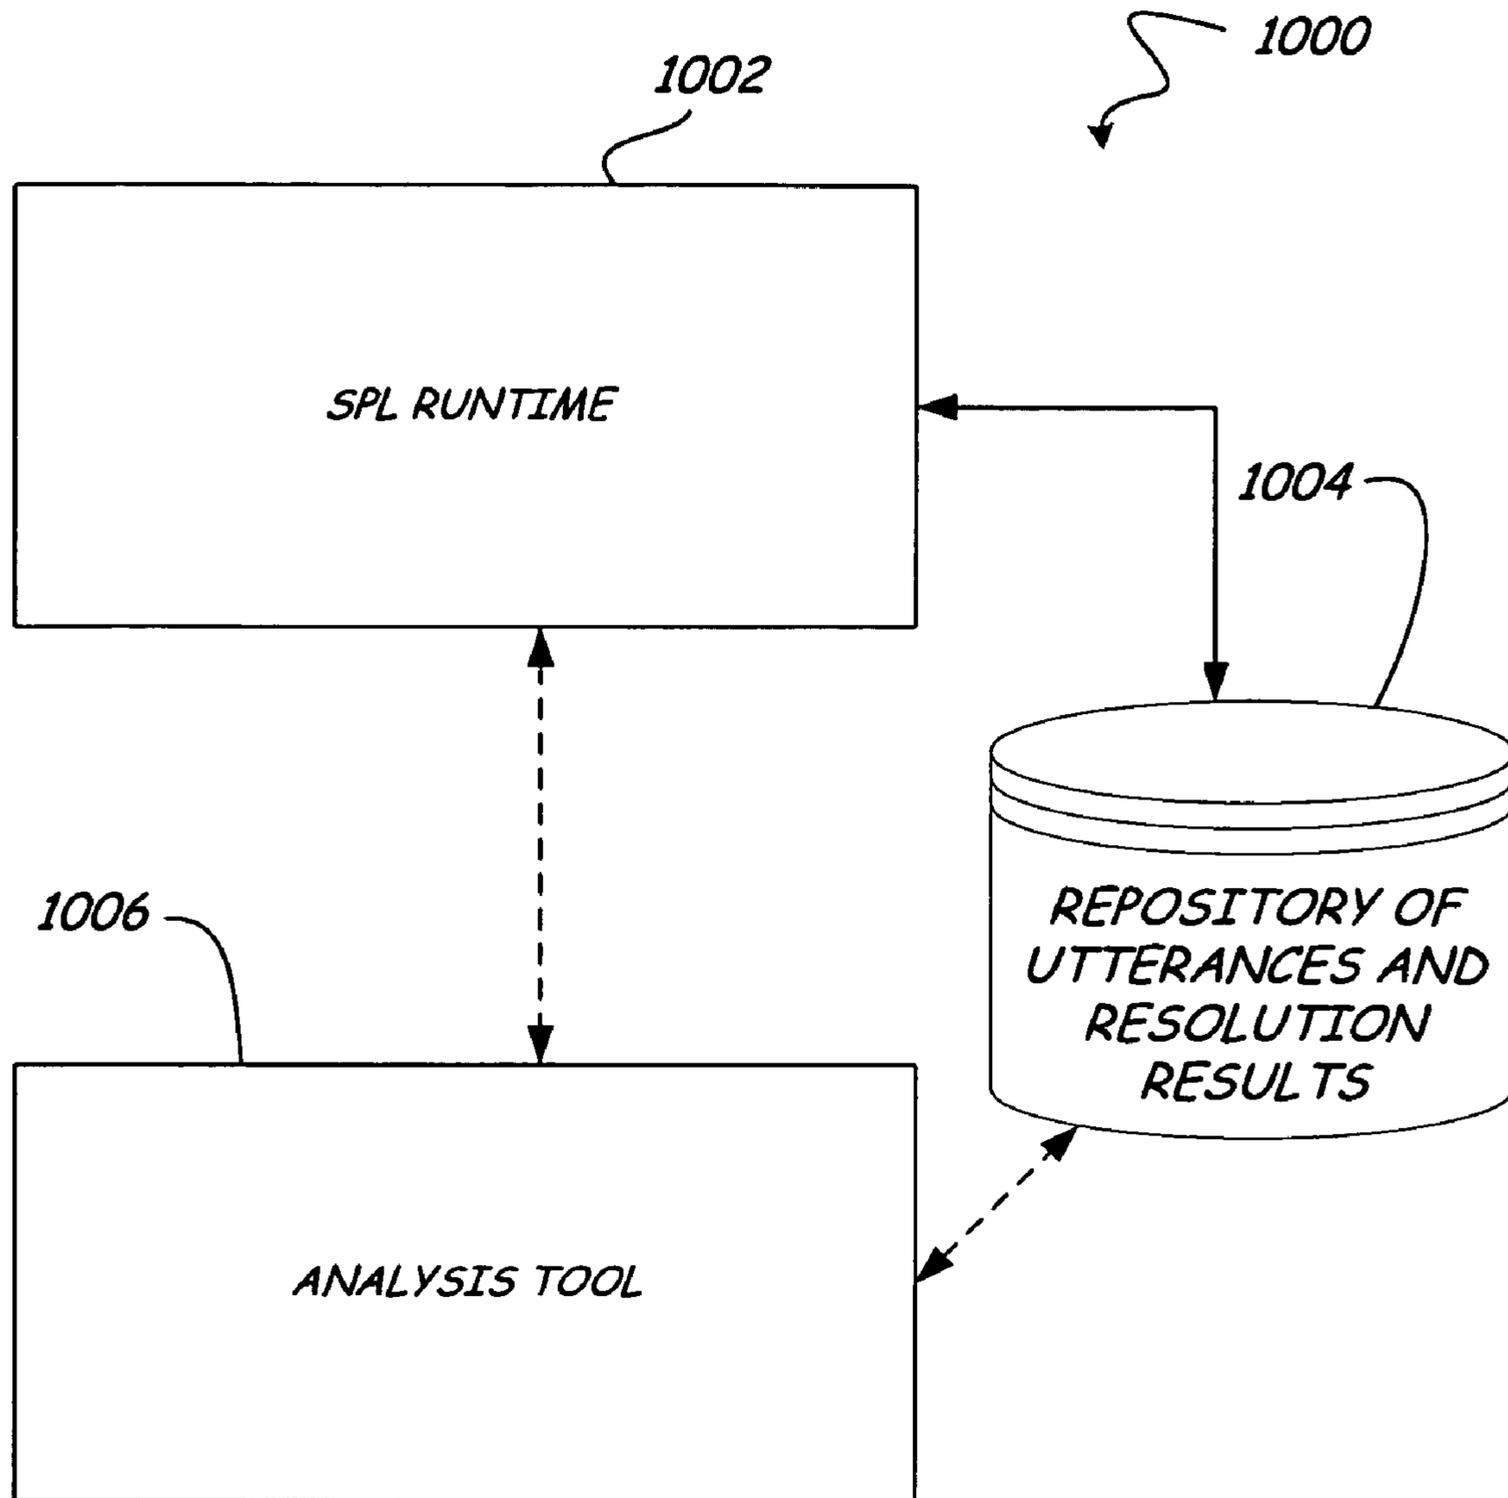 1000
1002
SPL RUNTIME
1004
1006
REPOSITORY OF
UTTERANCES AND
RESOLUTION
RESULTS
ANALYSIS TOOL